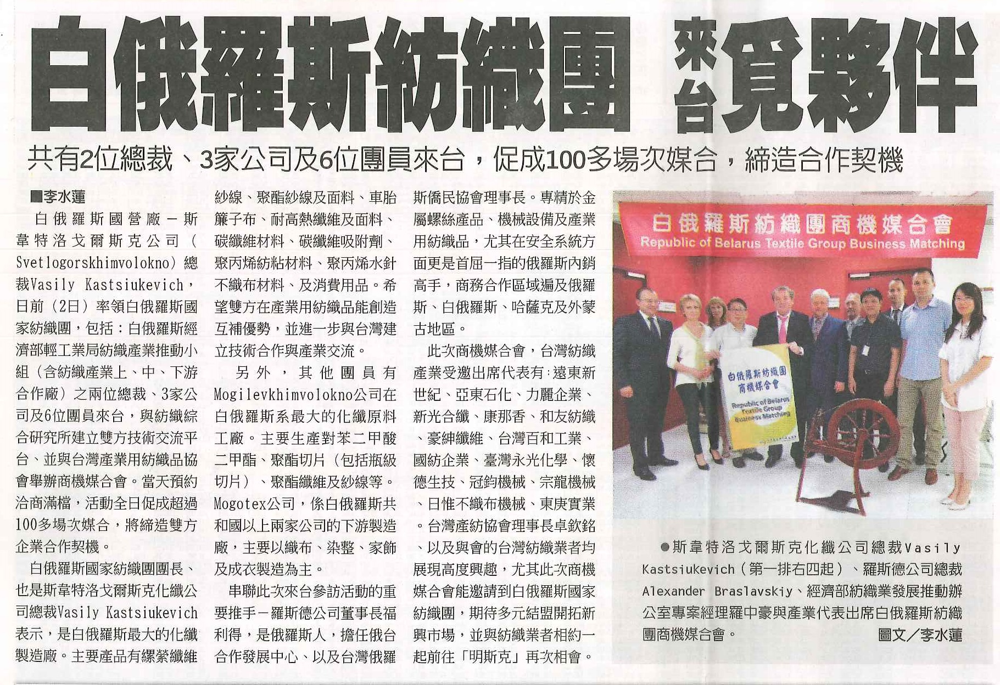 白俄羅斯紡織團 來台覓夥伴
共有2位總裁、3家公司及6位團員來台，促成100多場次媒合，締造合作契機
■李水蓮
白俄羅斯國營廠－斯
韋特洛戈爾斯克公司（
Svetlogorskhimvolokno）總
裁Vasily Kastsiukevich，
日前（2日）率領白俄羅斯國
家紡織團，包括：白俄羅斯經
濟部輕工業局紡織產業推動小
組（含紡織產業上、中、下游
合作廠）之兩位總裁、3家公
司及6位團員來台，與紡織綜
合研究所建立雙方技術交流平
台、並與台灣產業用紡織品協
會舉辦商機媒合會。當天預約
洽商滿檔，活動全日促成超過
100多場次媒合，將締造雙方
企業合作契機。
白俄羅斯國家紡織團團長、
也是斯韋特洛戈爾斯克化纖公
司總裁Vasily Kastsiukevich
表示，是白俄羅斯最大的化纖
製造廠。主要產品有縲縈纖維
紗線、聚酯紗線及面料、車胎
簾子布、耐高熱纖維及面料、
碳纖維材料、碳纖維吸附劑、
聚丙烯紡粘材料、聚丙烯水針
不織布材料、及消費用品。希
望雙方在產業用紡織品能創造
互補優勢，並進一步與台灣建
立技術合作與產業交流。
另外，其他團員有
Mogilevkhimvolokno公司在
白俄羅斯系最大的化纖原料
工廠。主要生產對苯二甲酸
二甲酯、聚酯切片（包括瓶級
切片）、聚酯纖維及紗線等。
Mogotex公司，係白俄羅斯共
和國以上兩家公司的下游製造
廠，主要以織布、染整、家飾
及成衣製造為主。
串聯此次來台參訪活動的重
要推手－羅斯德公司董事長福
利得，是俄羅斯人，擔任俄台
合作發展中心、以及台灣俄羅
斯僑民協會理事長。專精於金
屬螺絲產品、機械設備及產業
用紡織品，尤其在安全系統方
面更是首屈一指的俄羅斯內銷
高手，商務合作區域遍及俄羅
斯、白俄羅斯、哈薩克及外蒙
古地區。
此次商機媒合會，台灣紡織
產業受邀出席代表有:遠東新
世紀、亞東石化、力麗企業、
新光合纖、康那香、和友紡織
、豪紳纖維、台灣百和工業、
國紡企業、臺灣永光化學、懷
德生技、冠鈞機械、宗龍機械
、日惟不織布機械、東庚實業
。台灣產紡協會理事長卓欽銘
、以及與會的台灣紡織業者均
展現高度興趣，尤其此次商機
媒合會能邀請到白俄羅斯國家
紡織團，期待多元結盟開拓新
興市場，並與紡織業者相約一
起前往「明斯克」再次相會。
白俄羅斯紡織團商機媒合會
Republic of Belarus Textile Group Business Matching
白俄羅斯紡織團
商機媒合會
Republic of Belarus
Textile Group
Business Matching
●斯韋特洛戈爾斯克化纖公司總裁Vasily
Kastsiukevich（第一排右四起）、羅斯德公司總裁
Alexander Braslavskiy、經濟部紡織業發展推動辦
公室專案經理羅中豪與產業代表出席白俄羅斯紡織
團商機媒合會。 圖文／李水蓮